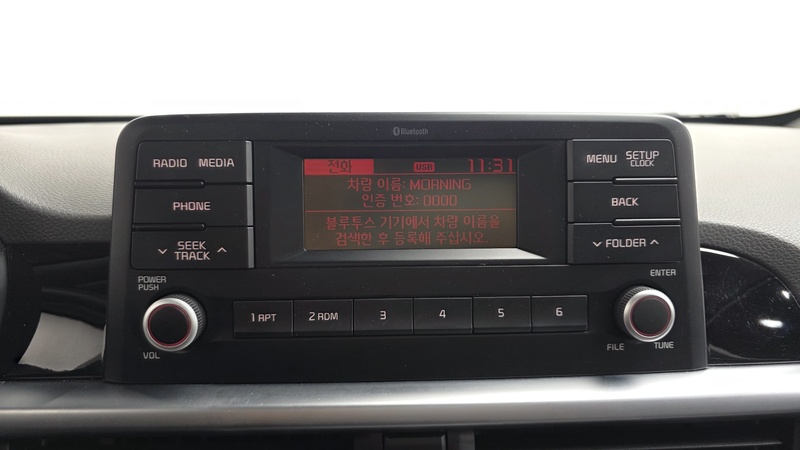 Bluetooth
RADIO MEDIA
PHONE
SEEK
TRACK
전화 USB 11:31
차량 이름: MORNING
인증 번호: 0000
블루투스 기기에서 차량 이름을
검색한 후 등록해 주십시오.
MENU SETUP
CLOCK
BACK
FOLDER
POWER
PUSH
VOL
1 RPT 2 RDM 3 4 5 6
ENTER
FILE TUNE